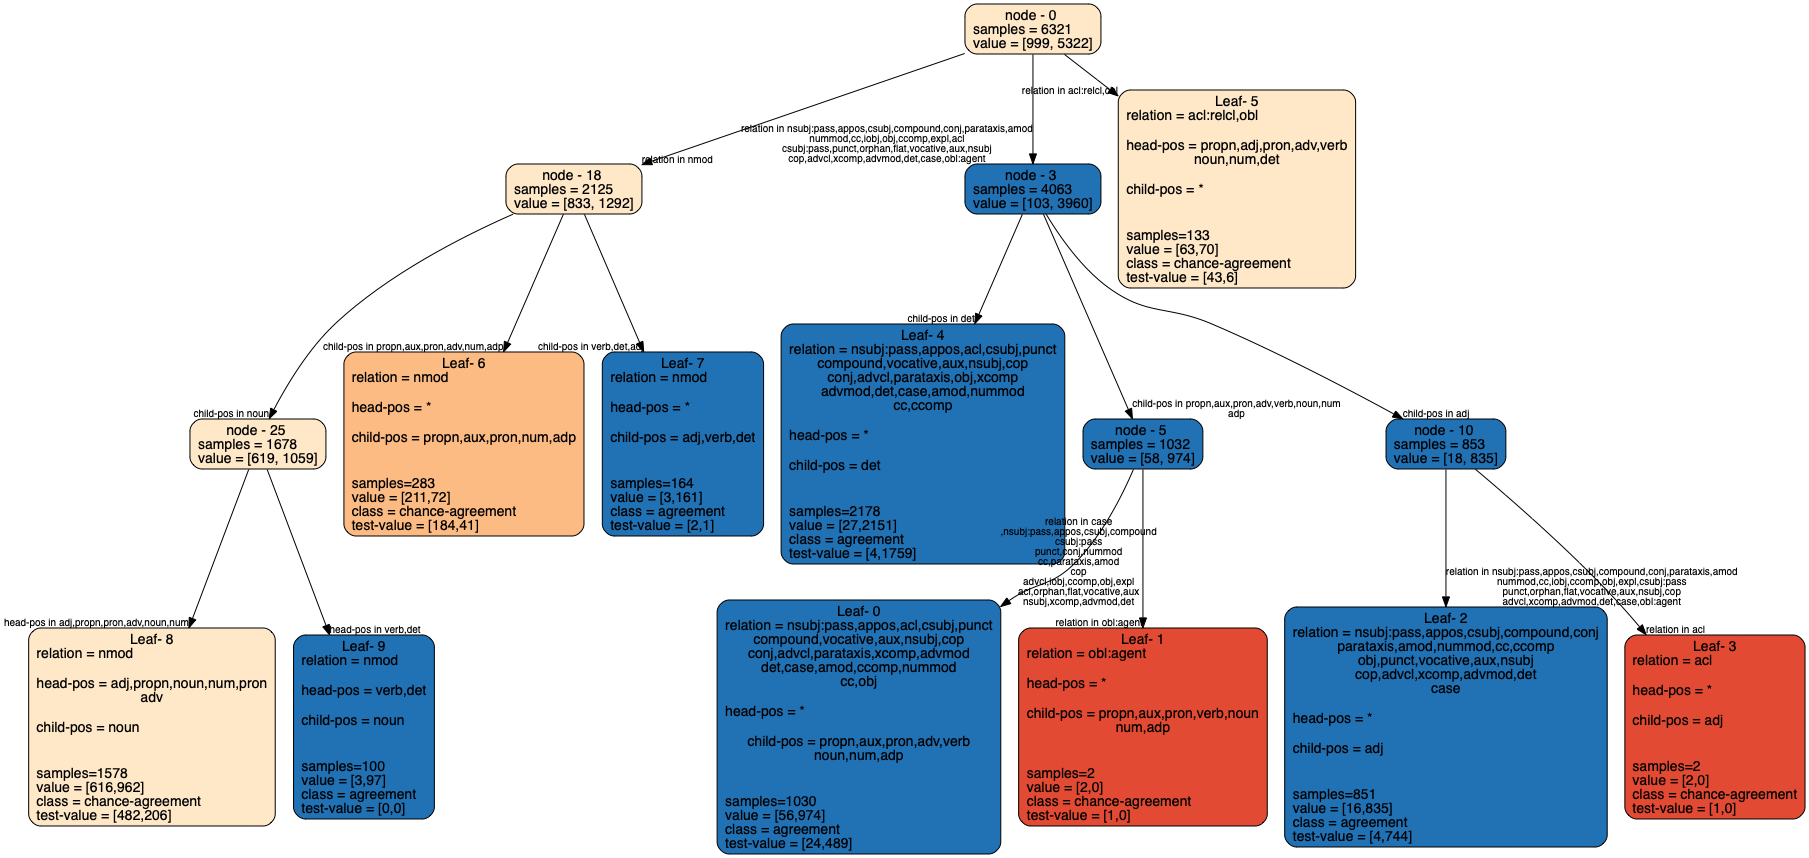 node - 0
samples = 6321
value = [999, 5322]
relation in acl:relcl,obl
Leaf- 5
relation = acl:relcl,obl
head-pos = propn,adj,pron,adv,verb
noun,num,det
child-pos = *
samples=133
value = [63,70]
class = chance-agreement
test-value = [43,6]
relation in nsubj:pass,appos,csubj,compound,conj,parataxis,amod
nummod,cc,iobj,obj,ccomp,expl,acl
csubj:pass,punct,orphan,flat,vocative,aux,nsubj
cop,advcl,xcomp,advmod,det,case,obl:agent
relation in nmod
node - 18
samples = 2125
value = [833, 1292]
node - 3
samples = 4063
value = [103, 3960]
child-pos in propn,aux,pron,adv,num,adp
Leaf- 6
relation = nmod
head-pos = *
child-pos = propn,aux,pron,num,adp
samples=283
value = [211,72]
class = chance-agreement
test-value = [184,41]
child-pos in verb,det,adj
Leaf- 7
relation = nmod
head-pos = *
child-pos = adj,verb,det
samples=164
value = [3,161]
class = agreement
test-value = [2,1]
child-pos in det
Leaf- 4
relation = nsubj:pass,appos,acl,csubj,punct
compound,vocative,aux,nsubj,cop
conj,advcl,parataxis,obj,xcomp
advmod,det,case,amod,nummod
cc,ccomp
head-pos = *
child-pos = det
samples=2178
value = [27,2151]
class = agreement
test-value = [4,1759]
child-pos in noun
node - 25
samples = 1678
value = [619, 1059]
child-pos in propn,aux,pron,adv,verb,noun,num
adp
node - 5
samples = 1032
value = [58, 974]
child-pos in adj
node - 10
samples = 853
value = [18, 835]
head-pos in adj,propn,pron,adv,noun,num
Leaf- 8
relation = nmod
head-pos = adj,propn,noun,num,pron
adv
child-pos = noun
samples=1578
value = [616,962]
class = chance-agreement
test-value = [482,206]
head-pos in verb,det
Leaf- 9
relation = nmod
head-pos = verb,det
child-pos = noun
samples=100
value = [3,97]
class = agreement
test-value = [0,0]
relation in case
,nsubj:pass,appos,csubj,compound
csubj:pass
punct,conj,nummod
cc,parataxis,amod
cop
advcl,iobj,ccomp,obj,expl
acl,orphan,flat,vocative,aux
nsubj,xcomp,advmod,det
Leaf- 0
relation = nsubj:pass,appos,acl,csubj,punct
compound,vocative,aux,nsubj,cop
conj,advcl,parataxis,xcomp,advmod
det,case,amod,ccomp,nummod
cc,obj
head-pos = *
child-pos = propn,aux,pron,adv,verb
noun,num,adp
samples=1030
value = [56,974]
class = agreement
test-value = [24,489]
relation in obl:agent
Leaf- 1
relation = obl:agent
head-pos = *
child-pos = propn,aux,pron,verb,noun
num,adp
samples=2
value = [2,0]
class = chance-agreement
test-value = [1,0]
relation in nsubj:pass,appos,csubj,compound,conj,parataxis,amod
nummod,cc,iobj,ccomp,obj,expl,csubj:pass
punct,orphan,flat,vocative,aux,nsubj,cop
advcl,xcomp,advmod,det,case,obl:agent
Leaf- 2
relation = nsubj:pass,appos,csubj,compound,conj
parataxis,amod,nummod,cc,ccomp
obj,punct,vocative,aux,nsubj
cop,advcl,xcomp,advmod,det
case
head-pos = *
child-pos = adj
samples=851
value = [16,835]
class = agreement
test-value = [4,744]
relation in acl
Leaf- 3
relation = acl
head-pos = *
child-pos = adj
samples=2
value = [2,0]
class = chance-agreement
test-value = [1,0]